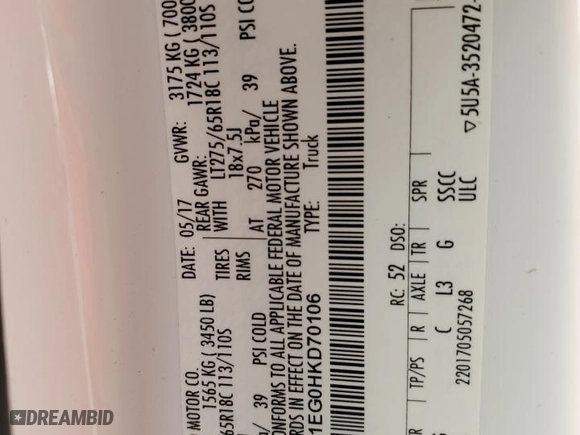 D MOTOR CO.
DATE: 05/17 GVWR: 3175 KG ( 700
1565 KG ( 3450 LB) REAR GAWR: 1724 KG ( 3800
65R18C 113/110S TIRES WITH LT275/65R18C 113/110S
RIMS 18x7.5J
/ 39 PSI COLD AT 270 kPa/ 39 PSI COLD
ONFORMS TO ALL APPLICABLE FEDERAL MOTOR VEHICLE
RDS IN EFFECT ON THE DATE OF MANUFACTURE SHOWN ABOVE.
1EG0HKD70106 TYPE: Truck
RC: 52 DSO:
TP/PS R AXLE TR SPR
C L3 G SSCC
2201705057268 ULC
▽5U5A-3520472-
DREAMBID